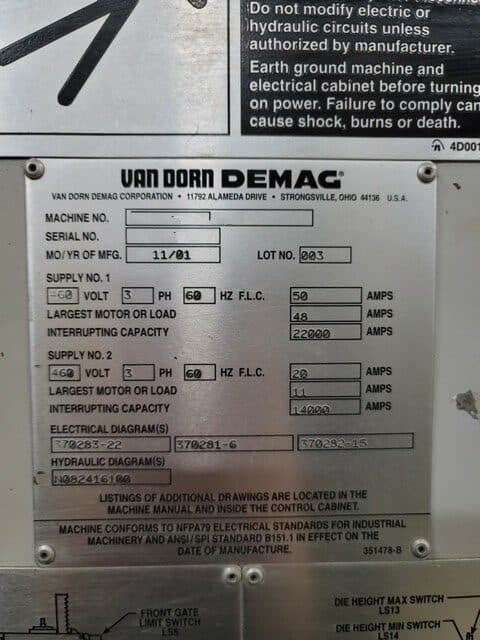 Do not modify electric or
hydraulic circuits unless
authorized by manufacturer.
Earth ground machine and
electrical cabinet before turning
on power. Failure to comply can
cause shock, burns or death.
4D001
VAN DORN DEMAG
VAN DORN DEMAG CORPORATION • 11792 ALAMEDA DRIVE • STRONGSVILLE, OHIO 44136 U.S.A.
MACHINE NO.
SERIAL NO.
MO/YR OF MFG. 11/01 LOT NO. 003
SUPPLY NO. 1
460 VOLT 3 PH 60 HZ F.L.C. 50 AMPS
LARGEST MOTOR OR LOAD 48 AMPS
INTERRUPTING CAPACITY 22000 AMPS
SUPPLY NO. 2
460 VOLT 3 PH 60 HZ F.L.C. 20 AMPS
LARGEST MOTOR OR LOAD 11 AMPS
INTERRUPTING CAPACITY 14000 AMPS
ELECTRICAL DIAGRAM(S)
370283-22 370281-6 370282-15
HYDRAULIC DIAGRAM(S)
N082416100
LISTINGS OF ADDITIONAL DRAWINGS ARE LOCATED IN THE
MACHINE MANUAL AND INSIDE THE CONTROL CABINET.
MACHINE CONFORMS TO NFPA79 ELECTRICAL STANDARDS FOR INDUSTRIAL
MACHINERY AND ANSI/SPI STANDARD B151.1 IN EFFECT ON THE
DATE OF MANUFACTURE. 351478-B
FRONT GATE
LIMIT SWITCH
LS5
DIE HEIGHT MAX SWITCH
LS13
DIE HEIGHT MIN SWITCH
LS14